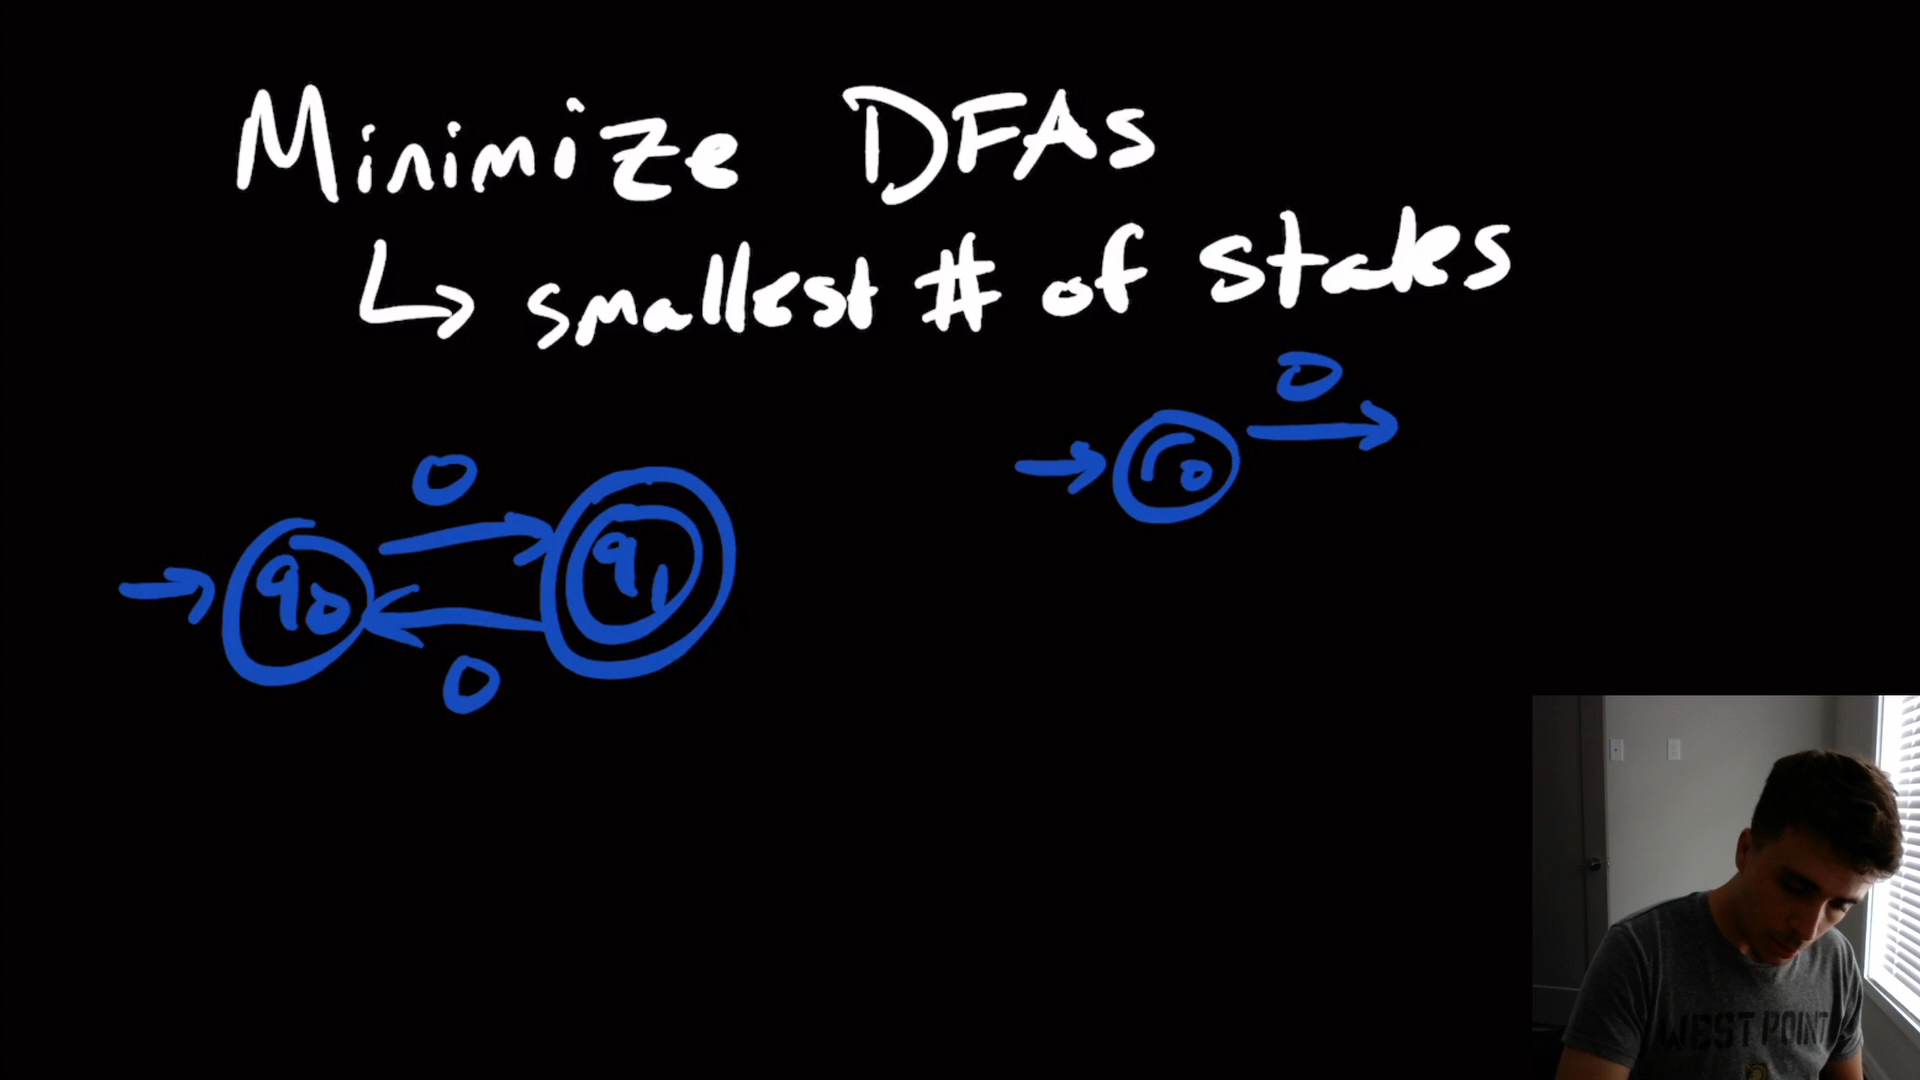 Minimize DFAs
↳ smallest # of states
0
r0
0
q0
q1
0
WEST POINT